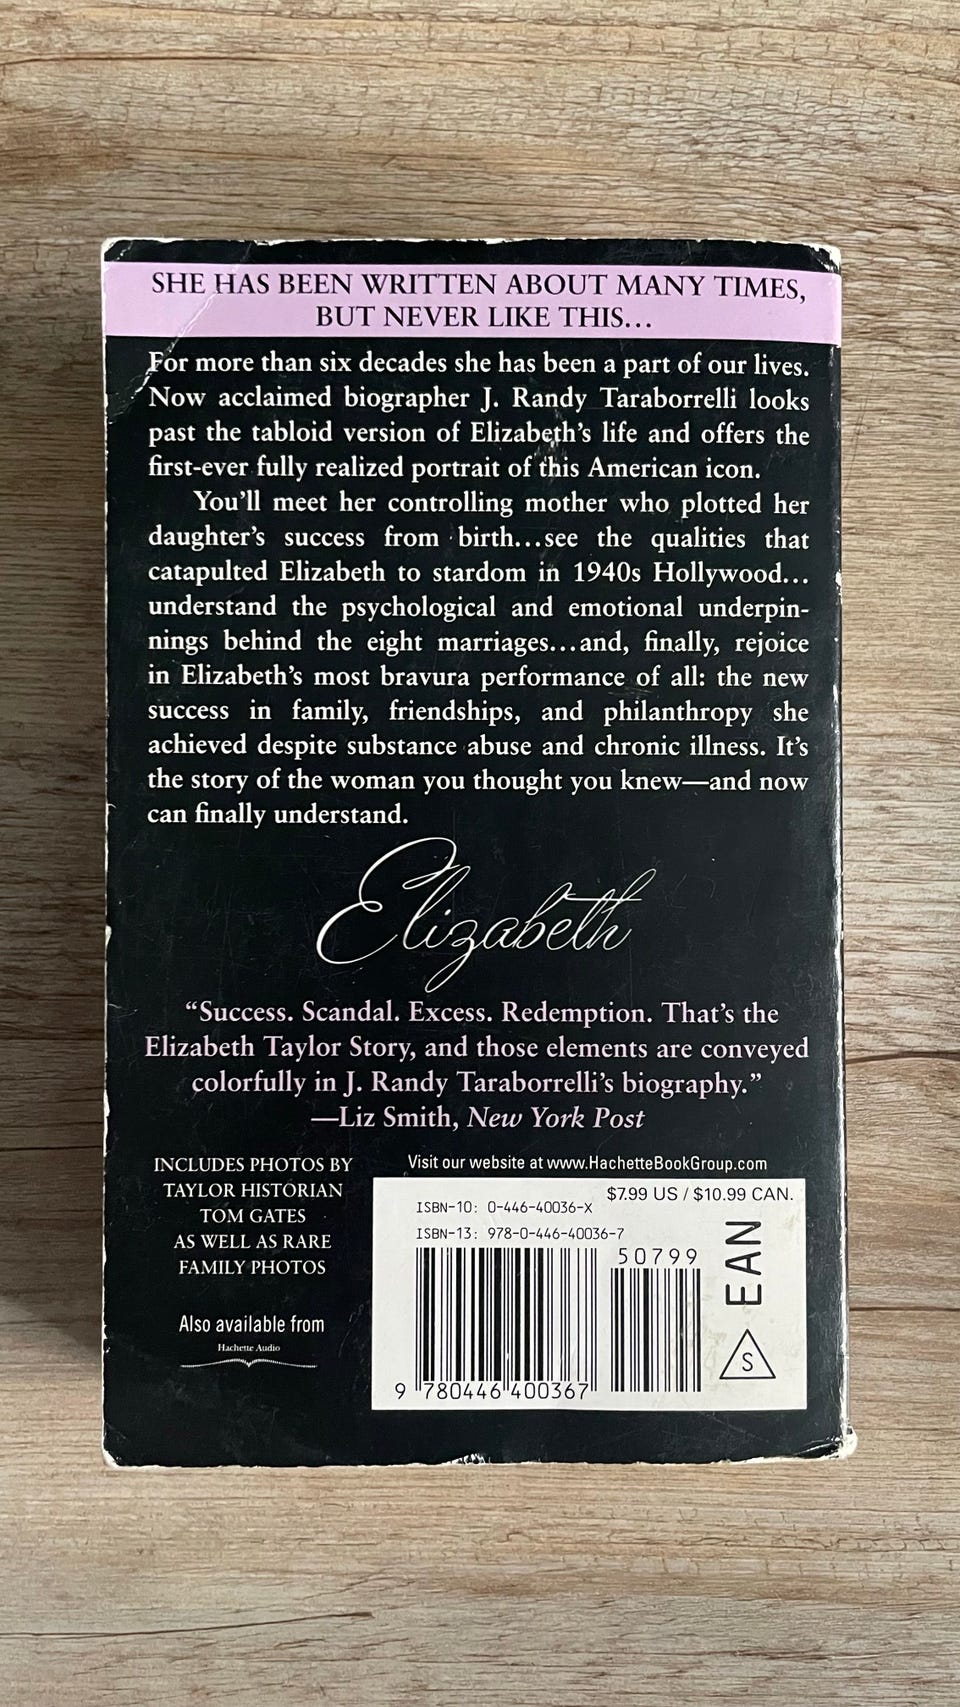 SHE HAS BEEN WRITTEN ABOUT MANY TIMES,
BUT NEVER LIKE THIS...
For more than six decades she has been a part of our lives.
Now acclaimed biographer J. Randy Taraborrelli looks
past the tabloid version of Elizabeth’s life and offers the
first-ever fully realized portrait of this American icon.
You’ll meet her controlling mother who plotted her
daughter’s success from birth...see the qualities that
catapulted Elizabeth to stardom in 1940s Hollywood...
understand the psychological and emotional underpin-
nings behind the eight marriages...and, finally, rejoice
in Elizabeth’s most bravura performance of all: the new
success in family, friendships, and philanthropy she
achieved despite substance abuse and chronic illness. It’s
the story of the woman you thought you knew—and now
can finally understand.
Elizabeth
“Success. Scandal. Excess. Redemption. That’s the
Elizabeth Taylor Story, and those elements are conveyed
colorfully in J. Randy Taraborrelli’s biography.”
—Liz Smith, New York Post
INCLUDES PHOTOS BY
TAYLOR HISTORIAN
TOM GATES
AS WELL AS RARE
FAMILY PHOTOS
Also available from
Hachette Audio
Visit our website at www.HachetteBookGroup.com
$7.99 US / $10.99 CAN.
ISBN-10: 0-446-40036-X
ISBN-13: 978-0-446-40036-7
50799
EAN
S
9 780446 400367